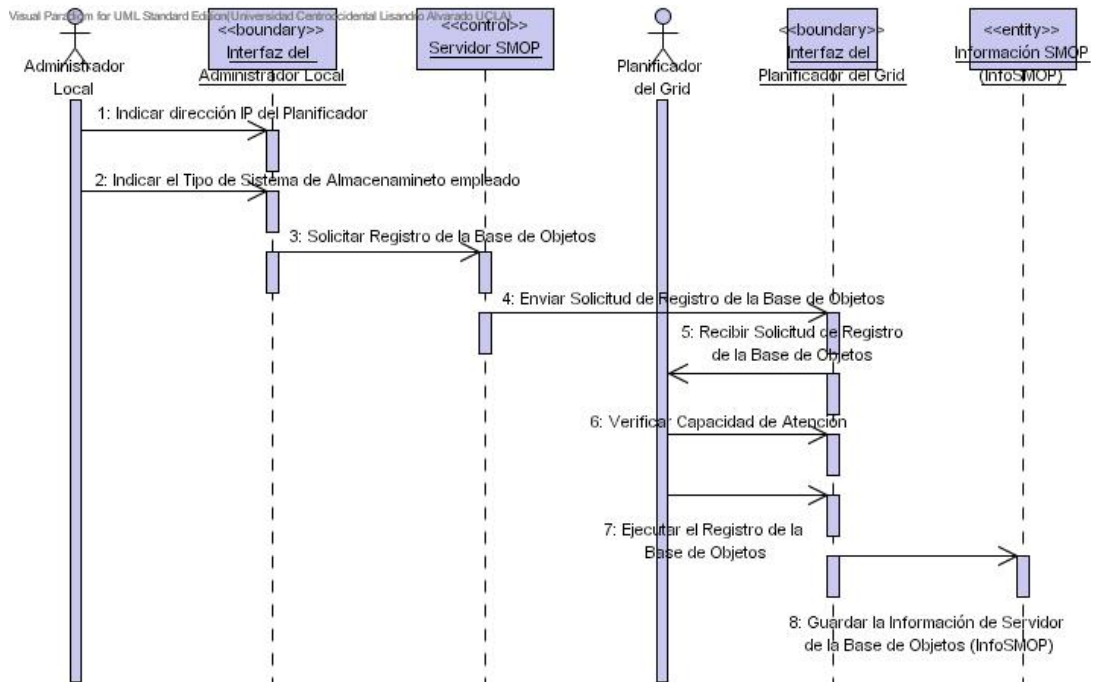 Visual Paradigm for UML Standard Edition(Universidad Centroccidental Lisandro Alvarado UCLA)
Administrador
Local
<<boundary>>
Interfaz del
Administrador Local
<<control>>
Servidor SMOP
Planificador
del Grid
<<boundary>>
Interfaz del
Planificador del Grid
<<entity>>
Información SMOP
(InfoSMOP)
1: Indicar dirección IP del Planificador
2: Indicar el Tipo de Sistema de Almacenamineto empleado
3: Solicitar Registro de la Base de Objetos
4: Enviar Solicitud de Registro de la Base de Objetos
5: Recibir Solicitud de Registro
de la Base de Objetos
6: Verificar Capacidad de Atención
7: Ejecutar el Registro de la
Base de Objetos
8: Guardar la Información de Servidor
de la Base de Objetos (InfoSMOP)